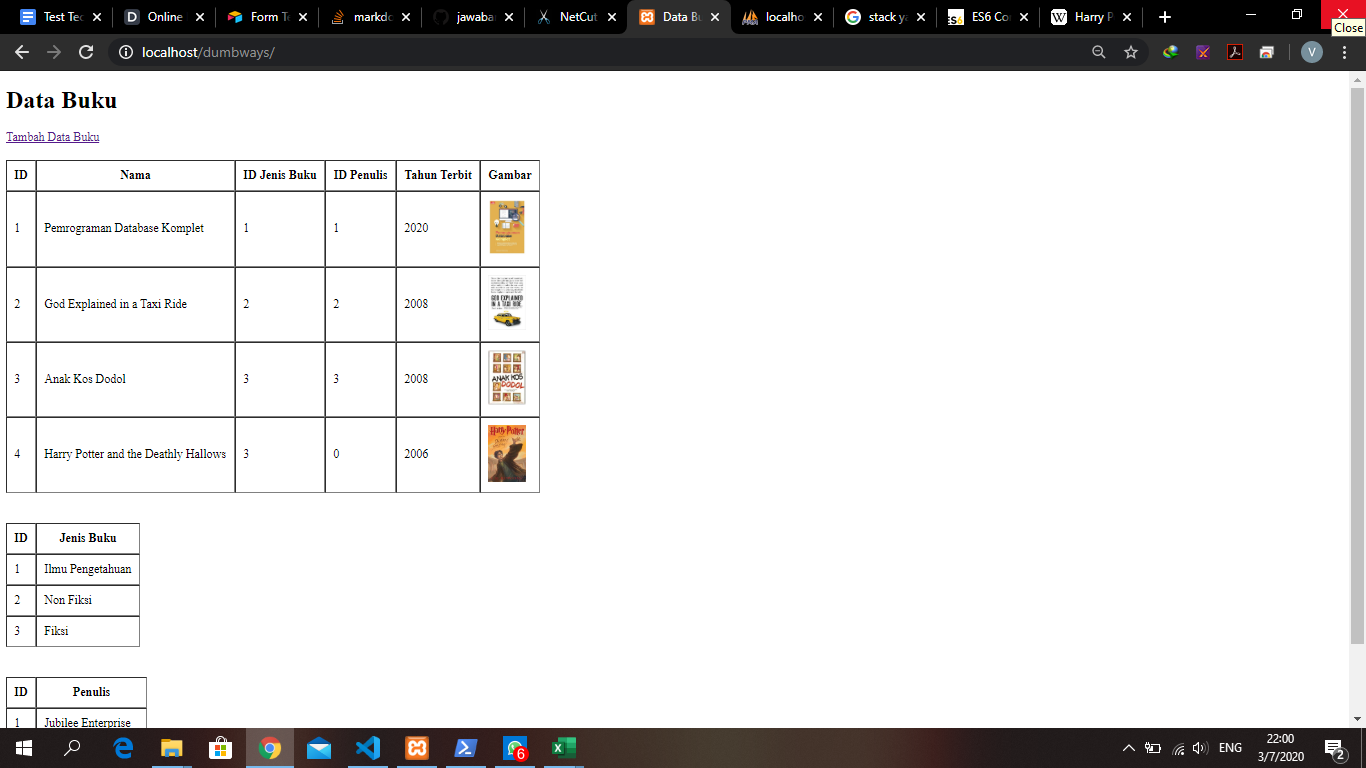 Test Tec
Online
Form Te
markdo
jawaba
NetCut
Data Bu
localho
stack ya
ES6 Co
Harry P
Close
localhost/dumbways/
V
Data Buku
Tambah Data Buku
ID Nama ID Jenis Buku ID Penulis Tahun Terbit Gambar
1 Pemrograman Database Komplet 1 1 2020
2 God Explained in a Taxi Ride 2 2 2008
GOD EXPLAINED
IN A TAXI RIDE
3 Anak Kos Dodol 3 3 2008
ANAK KOS
DODOL
4 Harry Potter and the Deathly Hallows 3 0 2006
Harry Potter
ID Jenis Buku
1 Ilmu Pengetahuan
2 Non Fiksi
3 Fiksi
ID Penulis
1 Jubilee Enterprise
6
ENG
22:00
3/7/2020
2